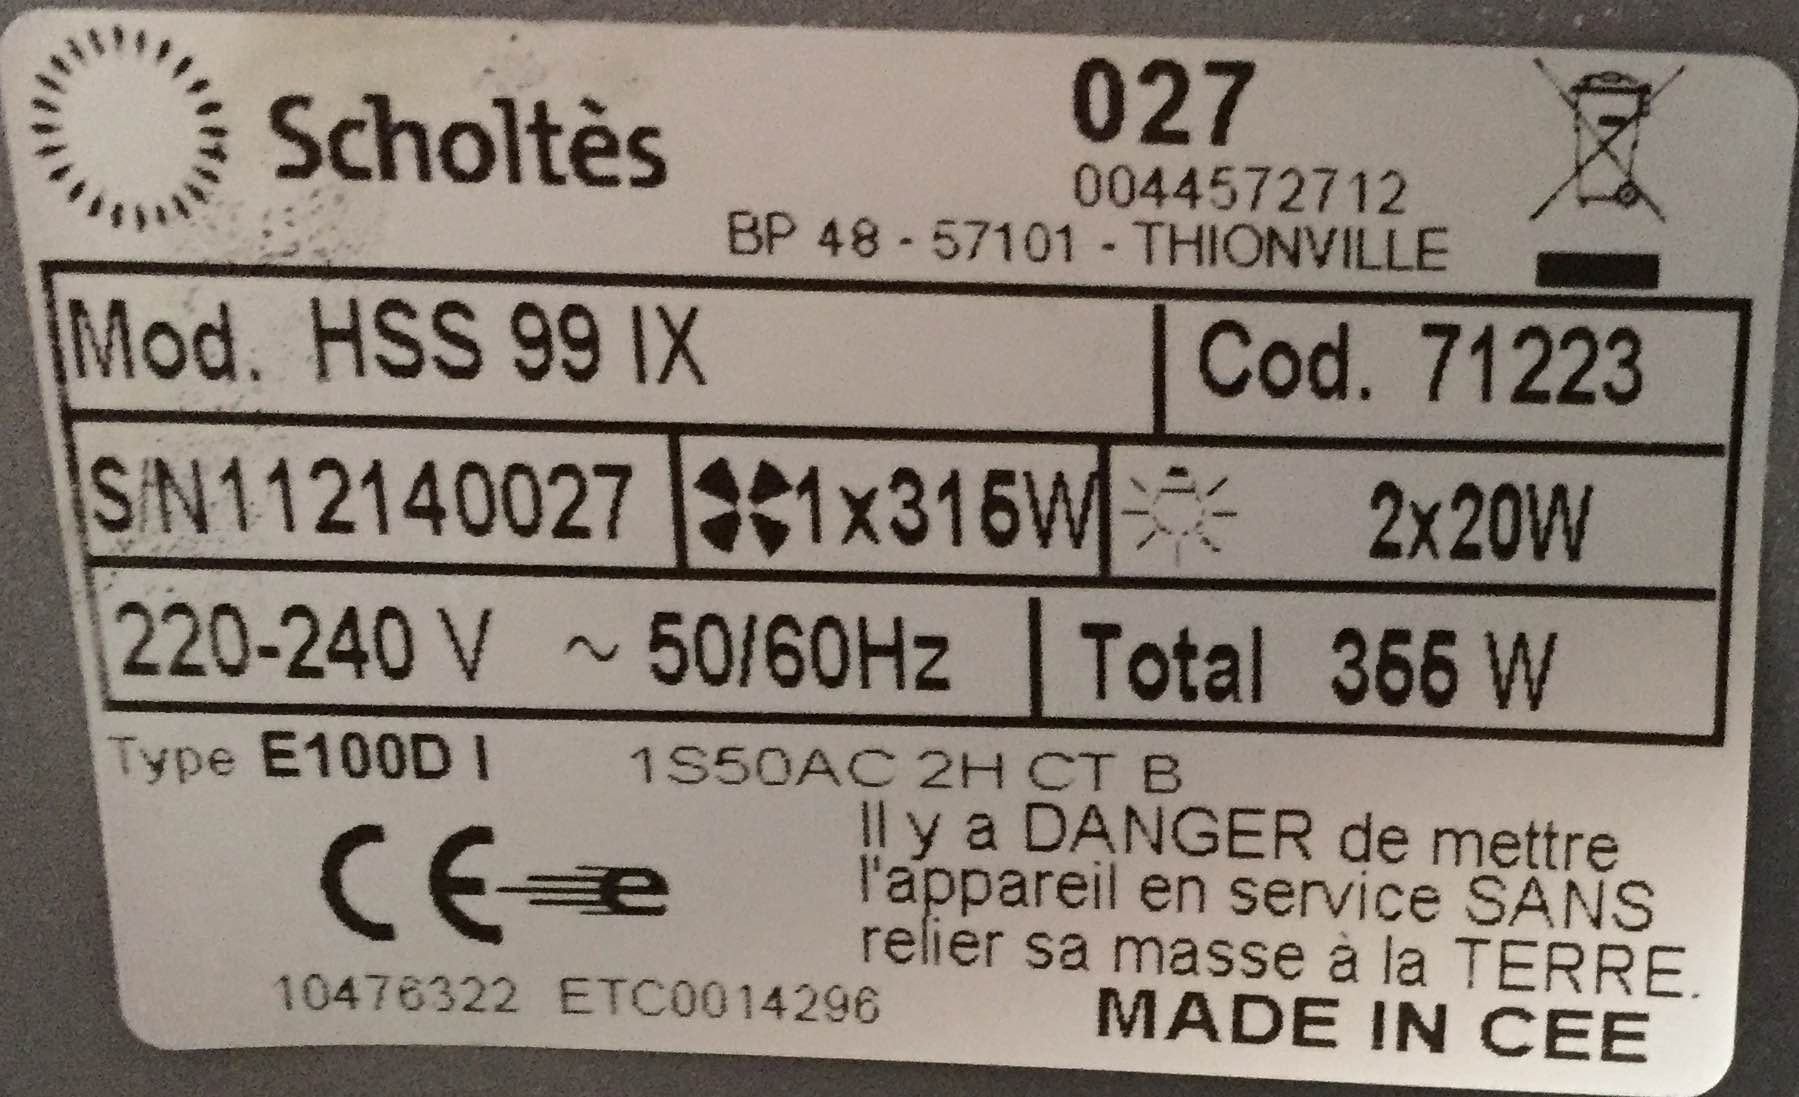 Scholtès
027
0044572712
BP 48 - 57101 - THIONVILLE
Mod. HSS 99 IX
Cod. 71223
S/N112140027
1x315W
2x20W
220-240 V ~ 50/60Hz
Total 355 W
Type E100D I 1S50AC 2H CT B
Il y a DANGER de mettre
l'appareil en service SANS
relier sa masse à la TERRE.
CE e
10476322 ETC0014296
MADE IN CEE